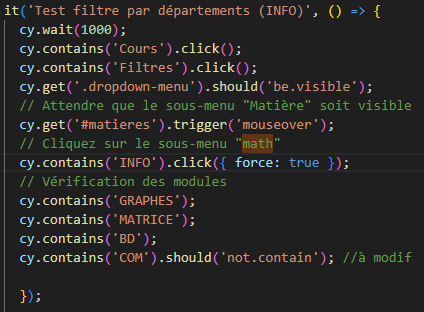 it('Test filtre par départements (INFO)', () => {
cy.wait(1000);
cy.contains('Cours').click();
cy.contains('Filtres').click();
cy.get('.dropdown-menu').should('be.visible');
// Attendre que le sous-menu "Matière" soit visible
cy.get('#matieres').trigger('mouseover');
// Cliquez sur le sous-menu "math"
cy.contains('INFO').click({ force: true });
// Vérification des modules
cy.contains('GRAPHES');
cy.contains('MATRICE');
cy.contains('BD');
cy.contains('COM').should('not.contain'); //à modif
});